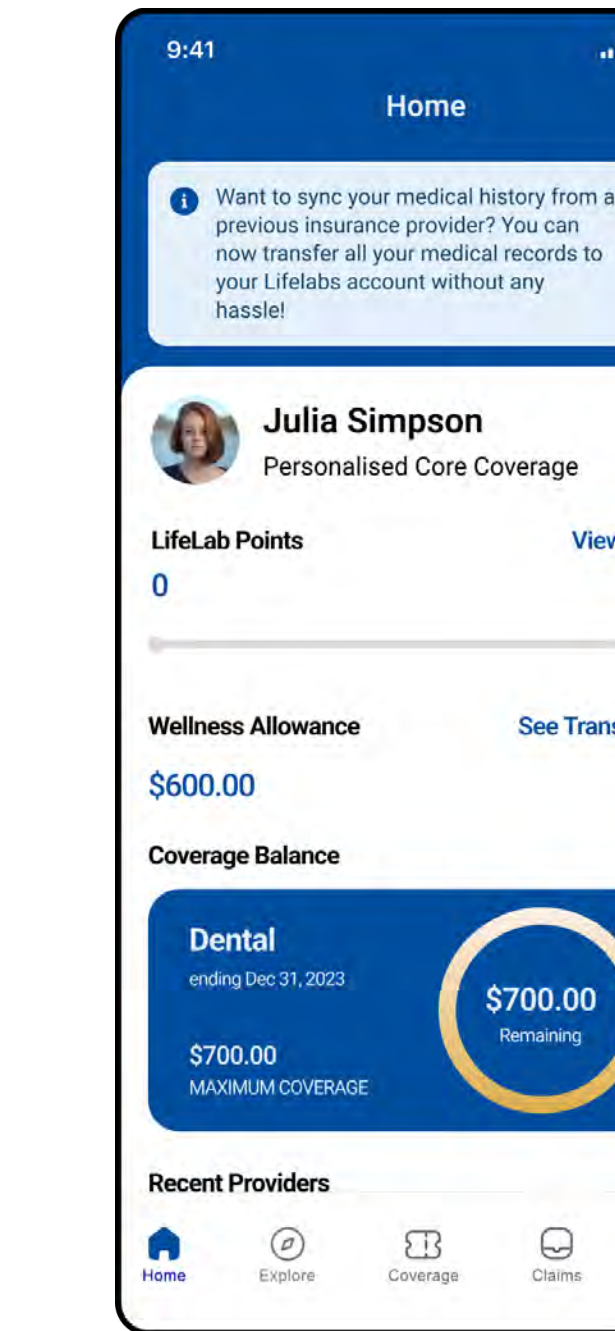 9:41
Home
Want to sync your medical history from a
previous insurance provider? You can
now transfer all your medical records to
your Lifelabs account without any
hassle!
Julia Simpson
Personalised Core Coverage
LifeLab Points
View
0
Wellness Allowance
See Trans
$600.00
Coverage Balance
Dental
ending Dec 31, 2023
$700.00
Remaining
$700.00
MAXIMUM COVERAGE
Recent Providers
Home
Explore
Coverage
Claims